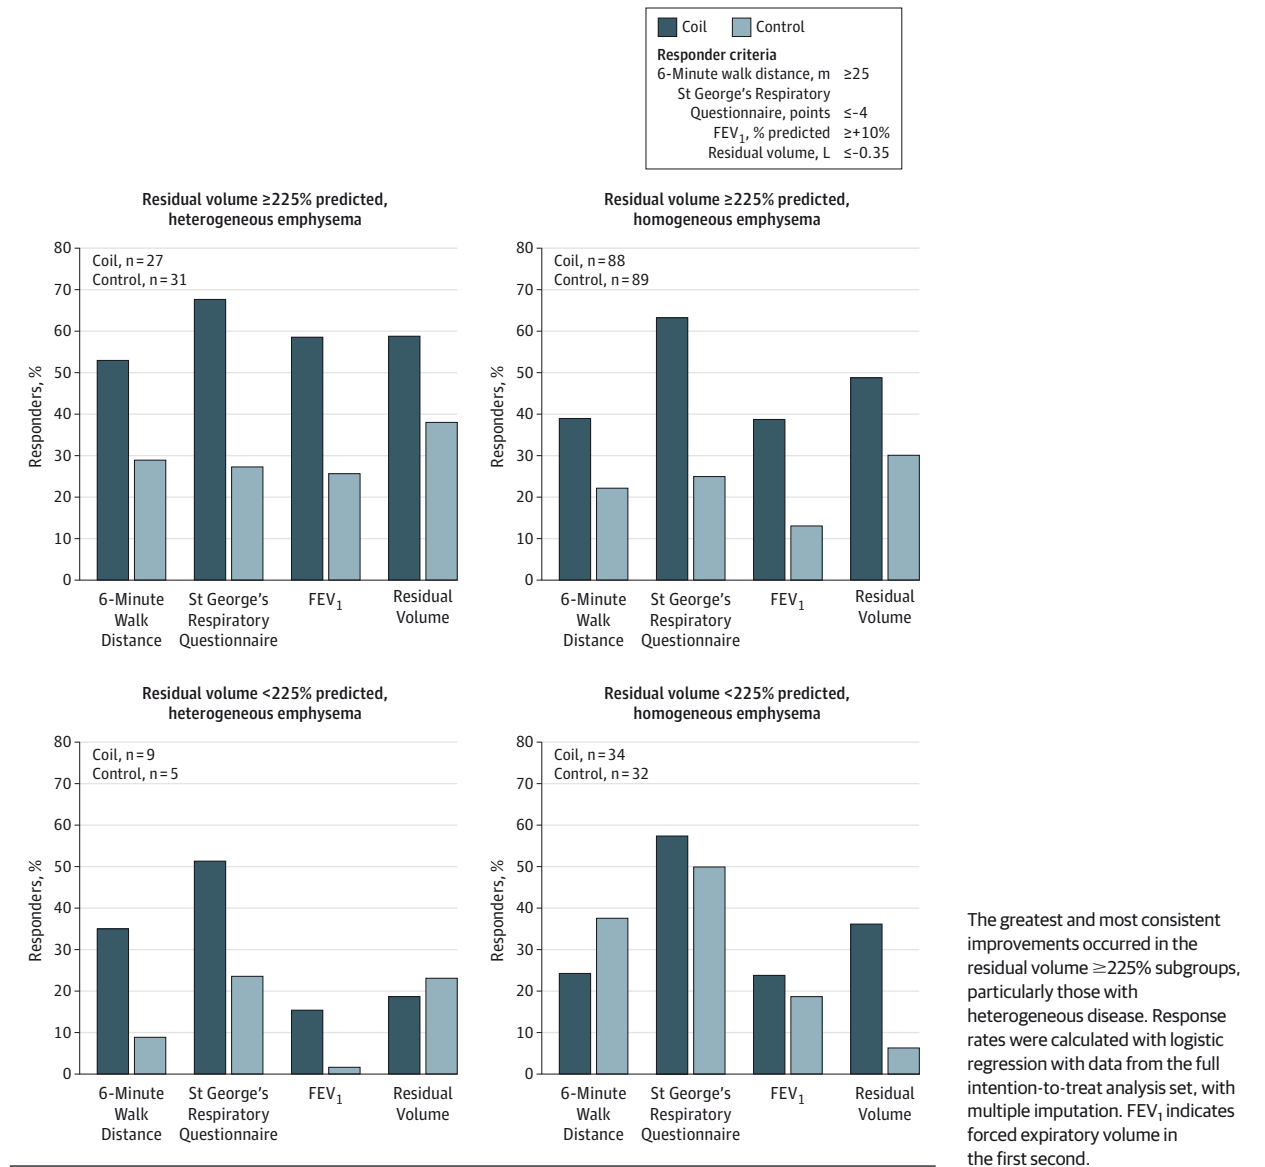 Coil Control
Responder criteria
6-Minute walk distance, m ≥25
St George's Respiratory
Questionnaire, points ≤-4
FEV1, % predicted ≥+10%
Residual volume, L ≤-0.35
Residual volume ≥225% predicted,
heterogeneous emphysema
80
70
60
50
40
30
20
10
0
Responders, %
Coil, n=27
Control, n=31
6-Minute
Walk
Distance
St George's
Respiratory
Questionnaire
FEV1
Residual
Volume
Residual volume ≥225% predicted,
homogeneous emphysema
80
70
60
50
40
30
20
10
0
Responders, %
Coil, n=88
Control, n=89
6-Minute
Walk
Distance
St George's
Respiratory
Questionnaire
FEV1
Residual
Volume
Residual volume <225% predicted,
heterogeneous emphysema
80
70
60
50
40
30
20
10
0
Responders, %
Coil, n=9
Control, n=5
6-Minute
Walk
Distance
St George's
Respiratory
Questionnaire
FEV1
Residual
Volume
Residual volume <225% predicted,
homogeneous emphysema
80
70
60
50
40
30
20
10
0
Responders, %
Coil, n=34
Control, n=32
6-Minute
Walk
Distance
St George's
Respiratory
Questionnaire
FEV1
Residual
Volume
The greatest and most consistent
improvements occurred in the
residual volume ≥225% subgroups,
particularly those with
heterogeneous disease. Response
rates were calculated with logistic
regression with data from the full
intention-to-treat analysis set, with
multiple imputation. FEV1 indicates
forced expiratory volume in
the first second.